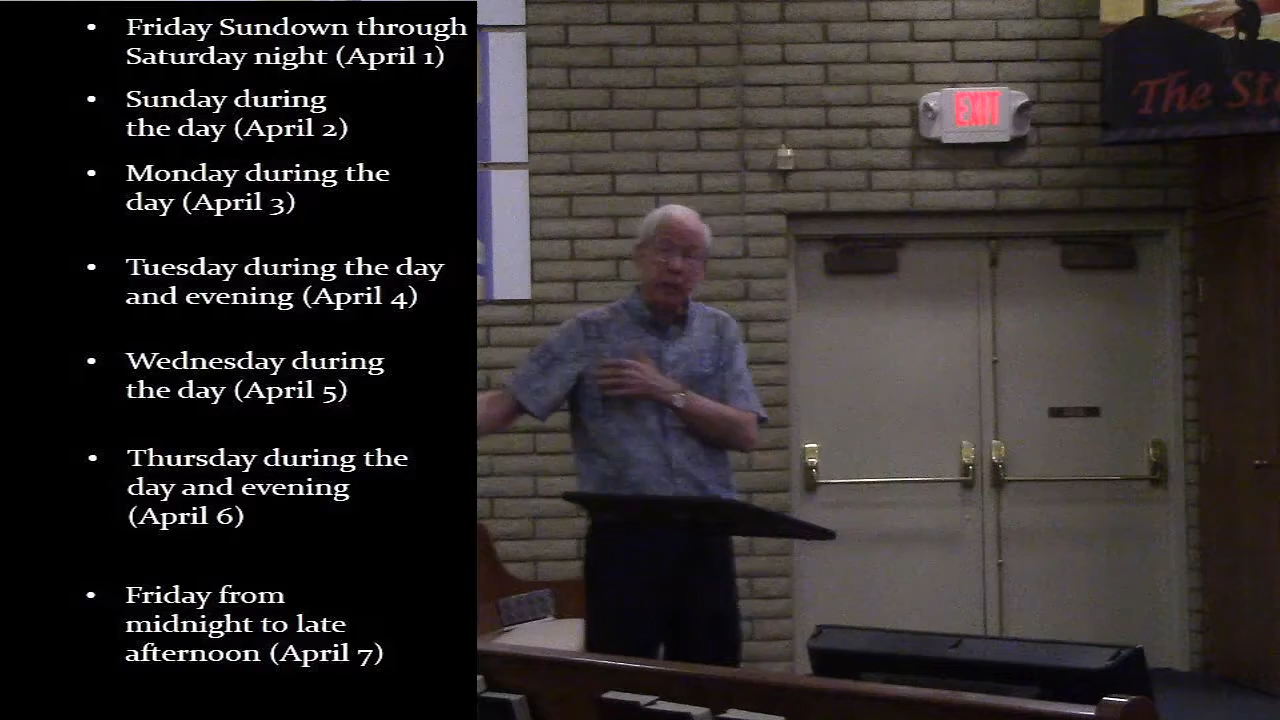 • Friday Sundown through
Saturday night (April 1)
• Sunday during
the day (April 2)
• Monday during the
day (April 3)
• Tuesday during the day
and evening (April 4)
• Wednesday during
the day (April 5)
• Thursday during the
day and evening
(April 6)
• Friday from
midnight to late
afternoon (April 7)
EXIT
The